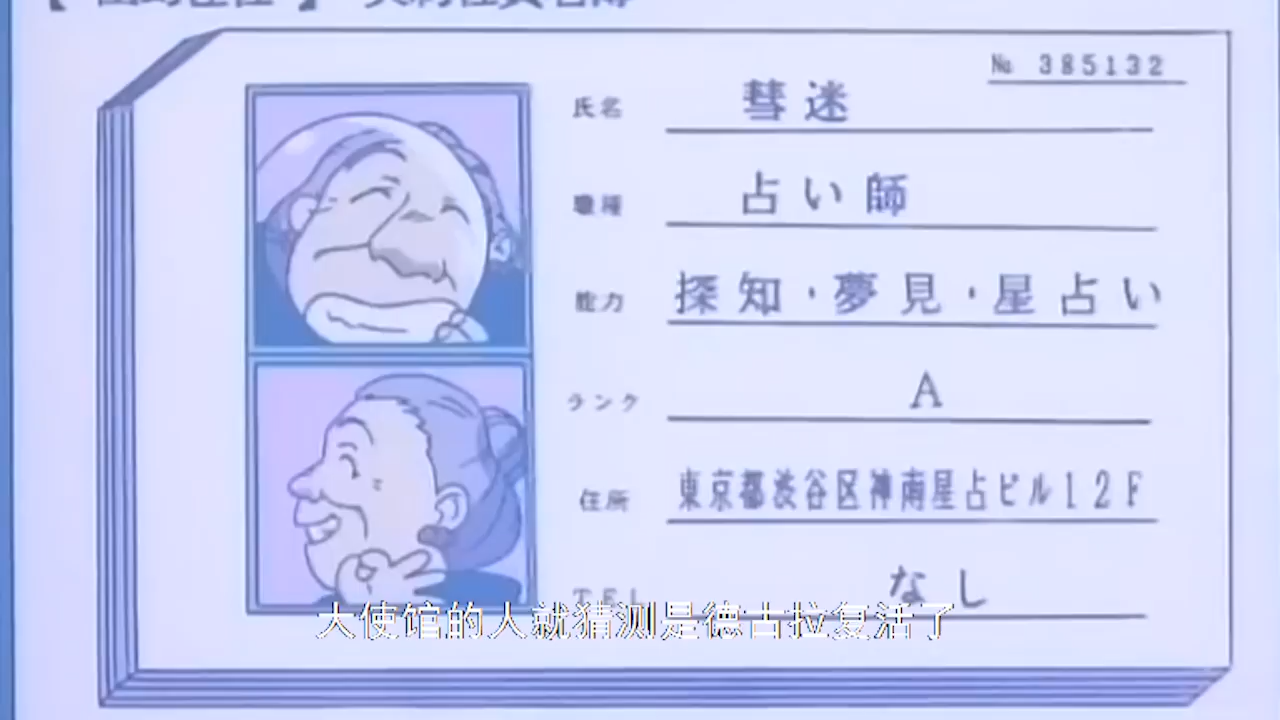 № 385132
氏名 彗迷
職種 占い師
能力 探知・夢見・星占い
ランク A
住所 東京都渋谷区神南星占ビル12F
TEL なし
大使馆的人就猜测是德古拉复活了